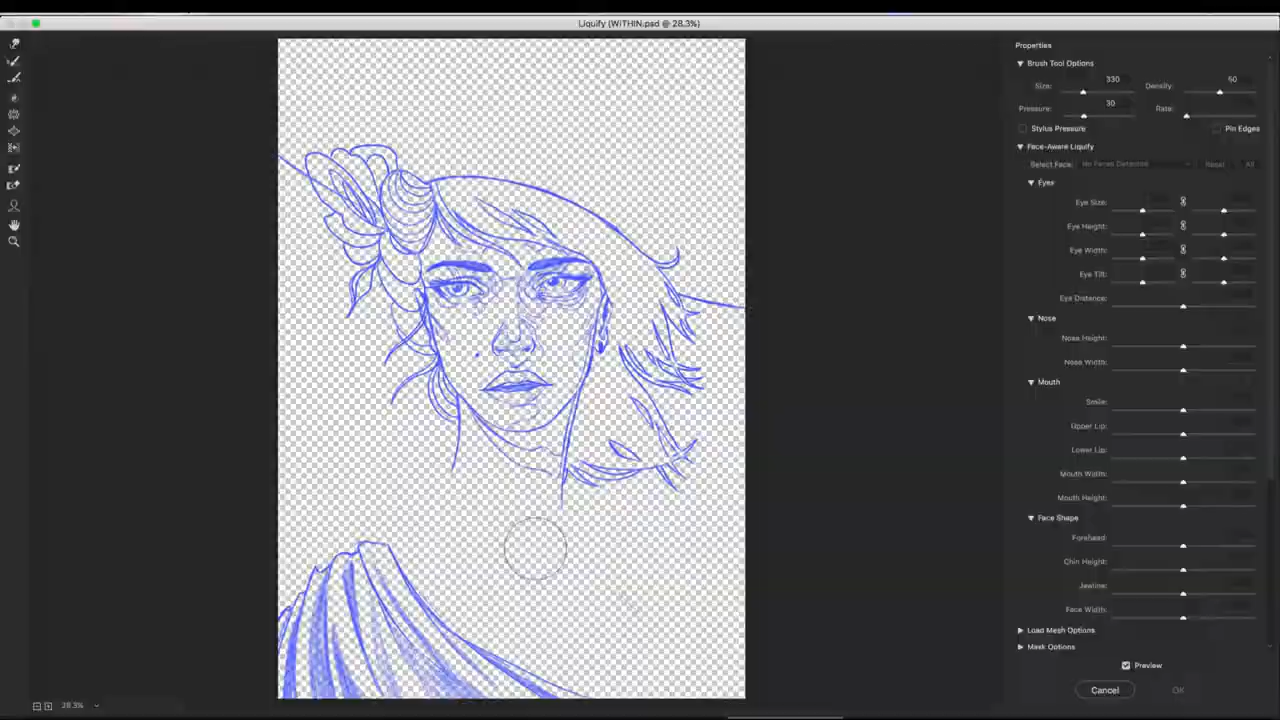 Liquify (WiTHIN.psd @ 28.3%)
Properties
Brush Tool Options
Size: 330 Density: 50
Pressure: 30 Rate:
Stylus Pressure Pin Edges
Face-Aware Liquify
Select Face: No Faces Detected Reset All
Eyes
Eye Size:
Eye Height:
Eye Width:
Eye Tilt:
Eye Distance:
Nose
Nose Height:
Nose Width:
Mouth
Smile:
Upper Lip:
Lower Lip:
Mouth Width:
Mouth Height:
Face Shape
Forehead:
Chin Height:
Jawline:
Face Width:
Load Mesh Options
Mask Options
Preview
Cancel OK
28.3%